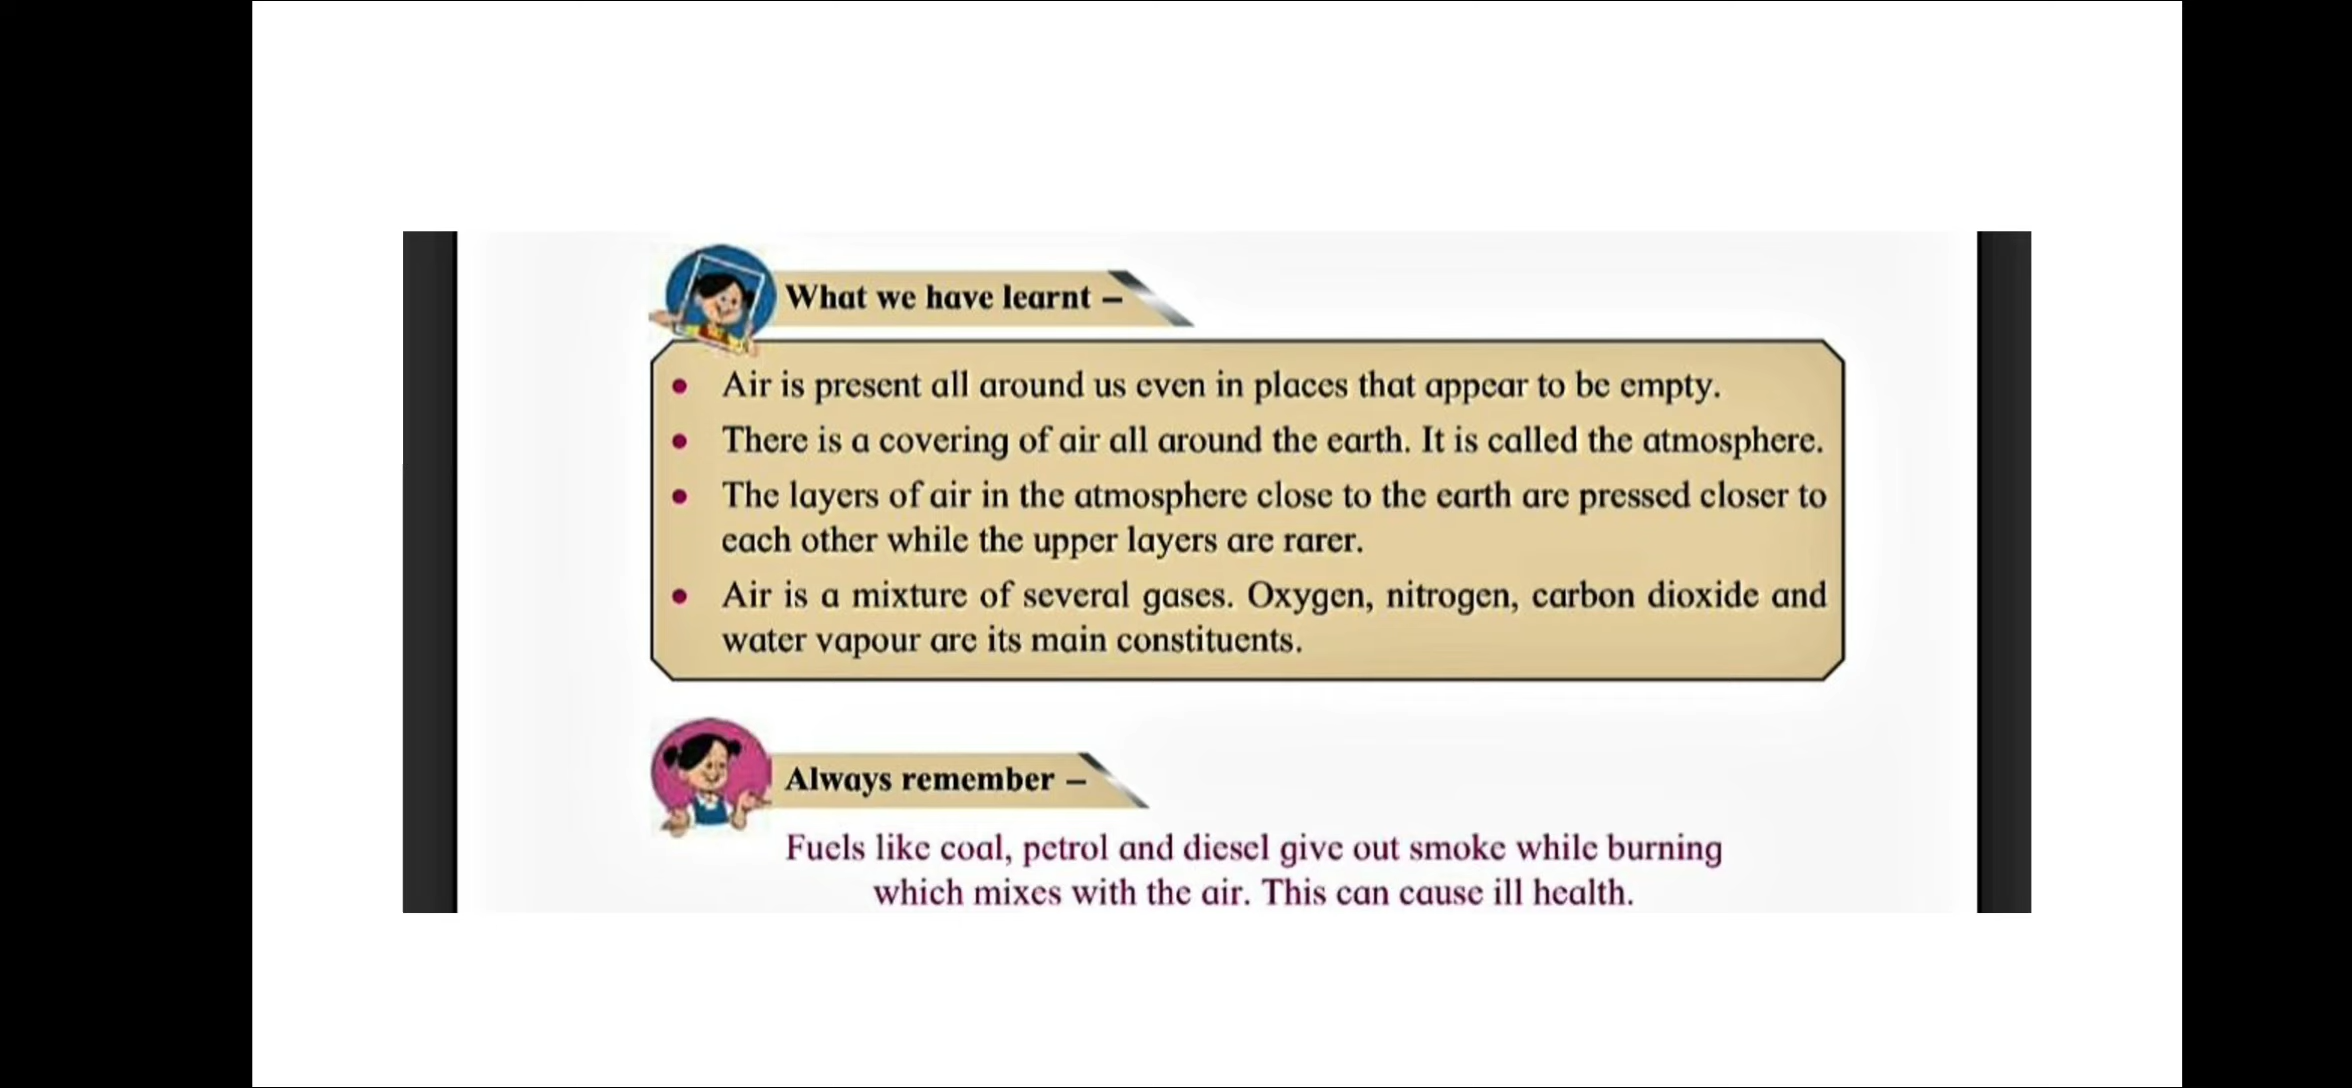 What we have learnt –
• Air is present all around us even in places that appear to be empty.
• There is a covering of air all around the earth. It is called the atmosphere.
• The layers of air in the atmosphere close to the earth are pressed closer to
each other while the upper layers are rarer.
• Air is a mixture of several gases. Oxygen, nitrogen, carbon dioxide and
water vapour are its main constituents.
Always remember –
Fuels like coal, petrol and diesel give out smoke while burning
which mixes with the air. This can cause ill health.